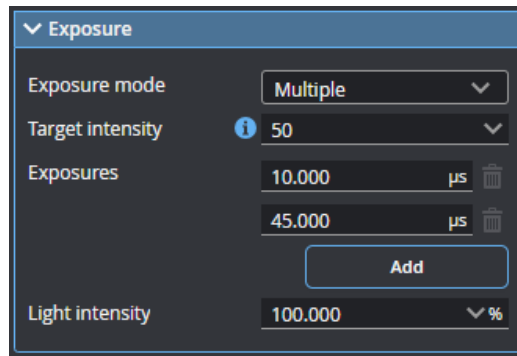 Exposure
Exposure mode Multiple
Target intensity 50
Exposures 10.000 µs
45.000 µs
Add
Light intensity 100.000 %